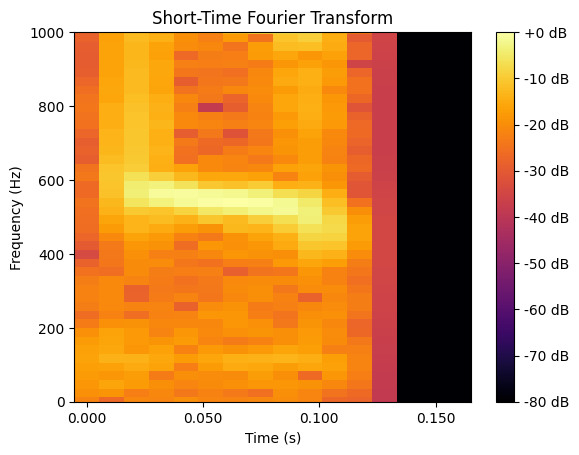 Short-Time Fourier Transform
1000
800
600
400
200
0
Frequency (Hz)
0.000
0.050
0.100
0.150
Time (s)
+0 dB
-10 dB
-20 dB
-30 dB
-40 dB
-50 dB
-60 dB
-70 dB
-80 dB